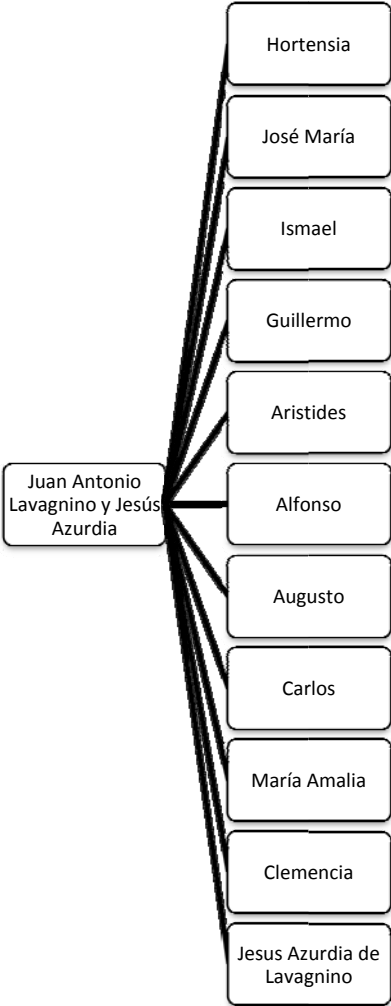 Hortensia
José María
Ismael
Guillermo
Aristides
Juan Antonio
Lavagnino y Jesús
Azurdia
Alfonso
Augusto
Carlos
María Amalia
Clemencia
Jesus Azurdia de
Lavagnino